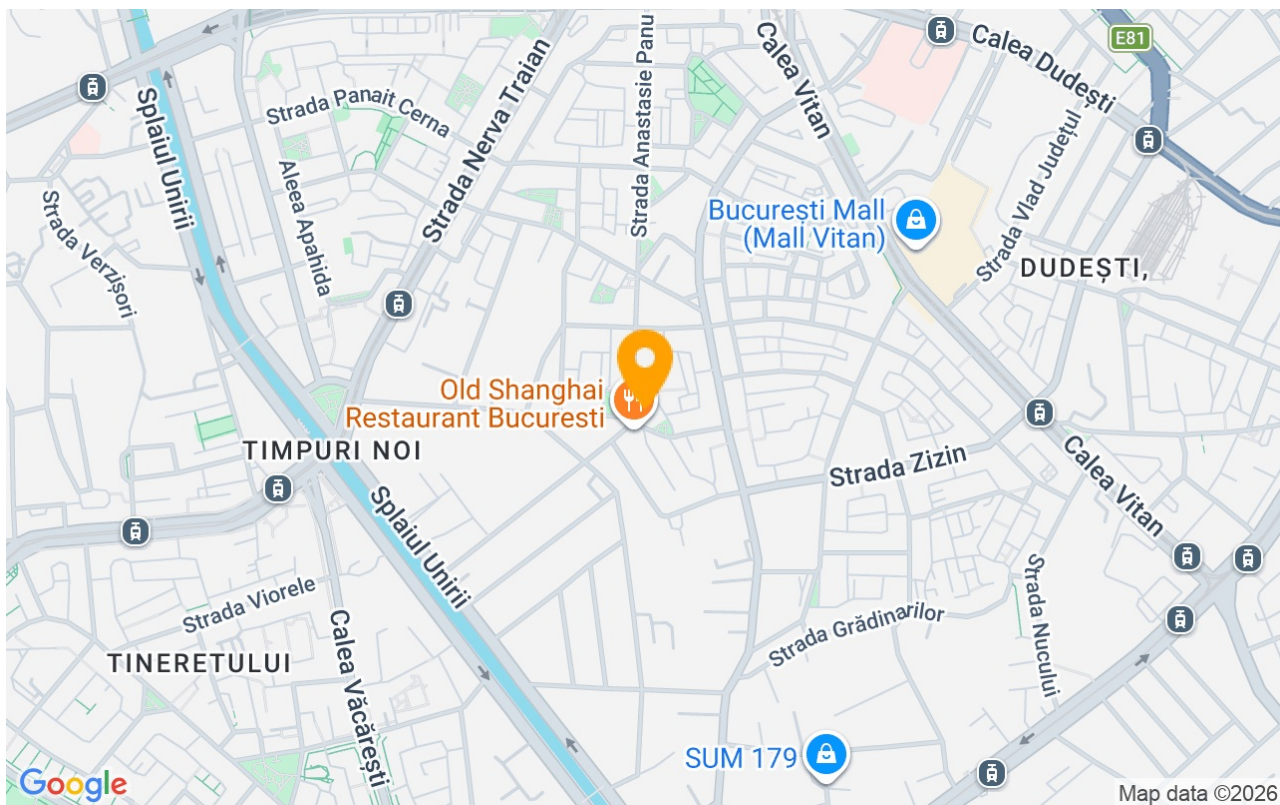 E81
Calea Dudești
Calea Vitan
Strada Anastasie Panu
Strada Nerva Traian
Strada Panait Cerna
Splaiul Unirii
Aleea Apahida
Strada Verzișori
Strada Vlad Județul
București Mall
(Mall Vitan)
DUDEȘTI,
Old Shanghai
Restaurant Bucuresti
TIMPURI NOI
Strada Zizin
Calea Vitan
Splaiul Unirii
Strada Viorele
Calea Văcărești
TINERETULUI
Strada Grădinarilor
Strada Nucului
SUM 179
Google
Map data ©2026